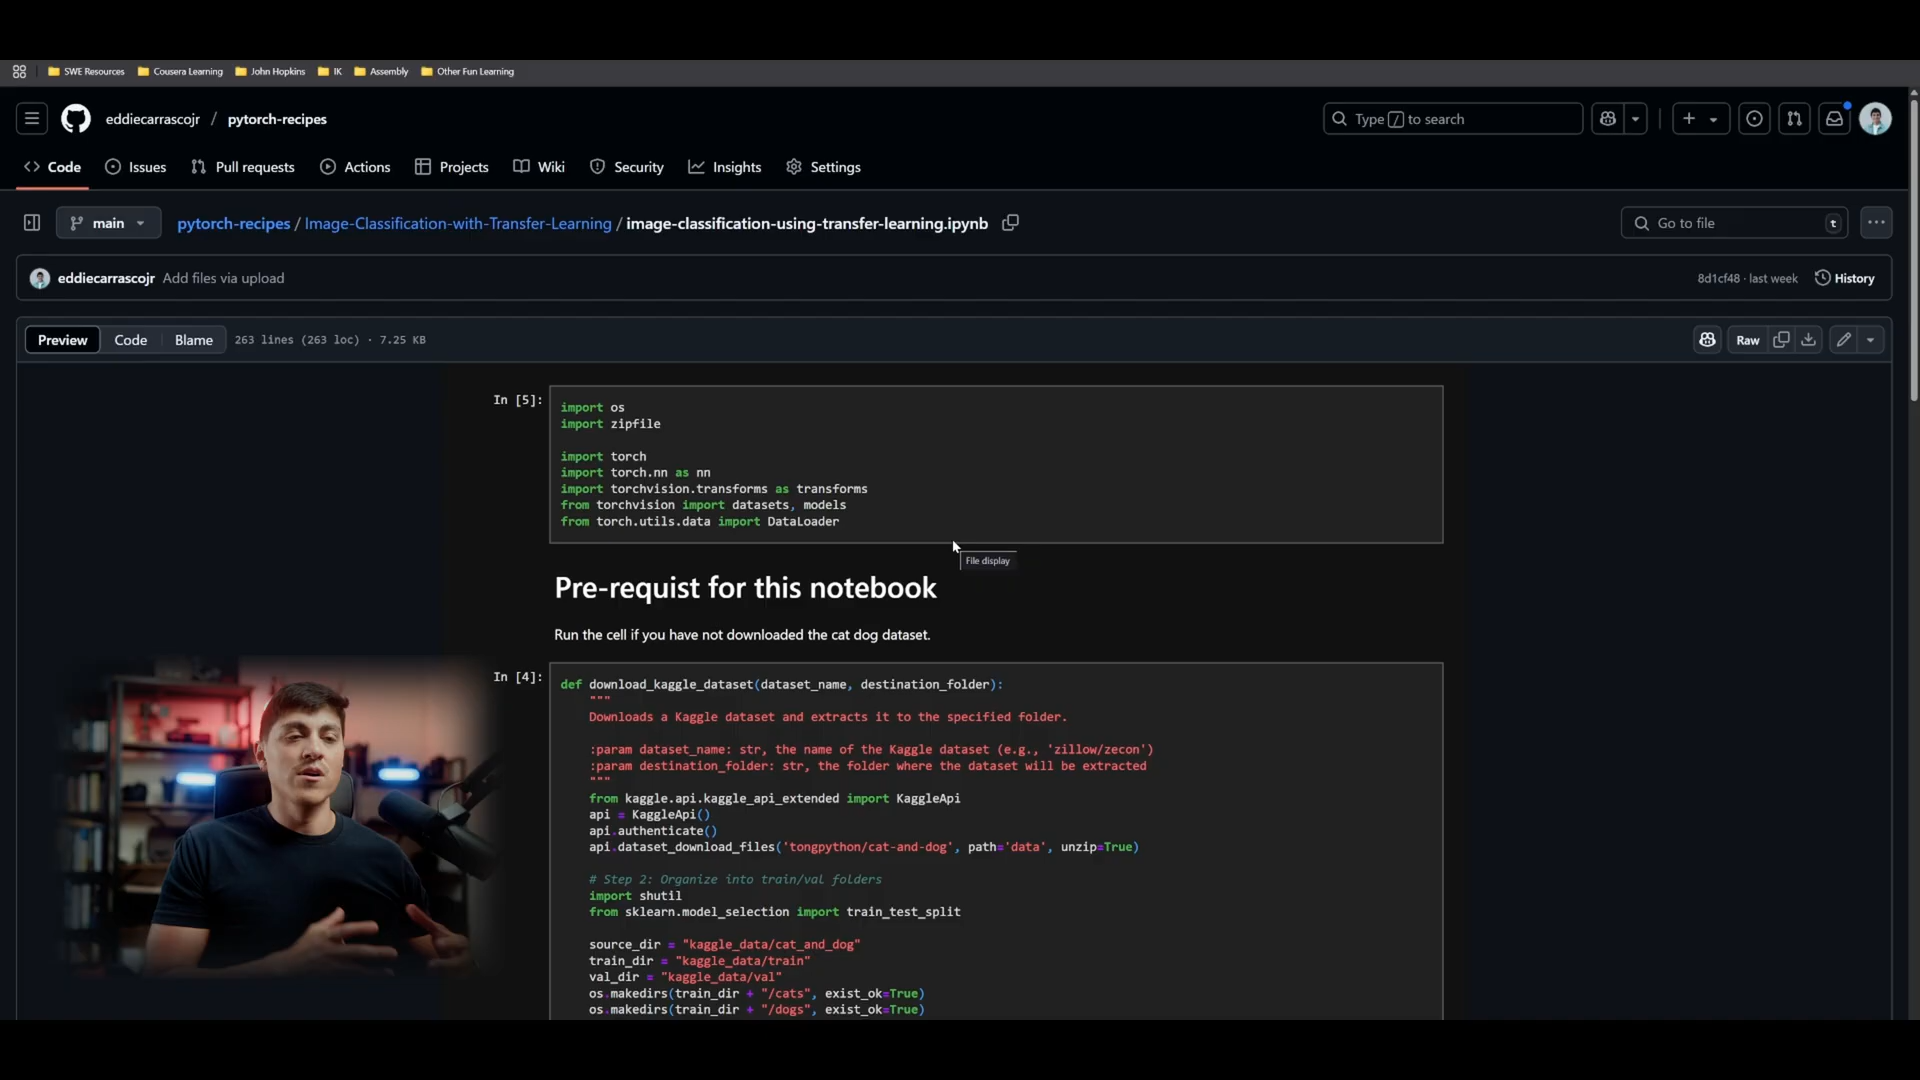 SWE Resources Cousera Learning John Hopkins IK Assembly Other Fun Learning
eddiecarrascojr / pytorch-recipes Type / to search
Code Issues Pull requests Actions Projects Wiki Security Insights Settings
main pytorch-recipes / Image-Classification-with-Transfer-Learning / image-classification-using-transfer-learning.ipynb Go to file t
eddiecarrascojr Add files via upload 8d1cf48 · last week History
Preview Code Blame 263 lines (263 loc) · 7.25 KB Raw
In [5]:
import os
import zipfile
import torch
import torch.nn as nn
import torchvision.transforms as transforms
from torchvision import datasets, models
from torch.utils.data import DataLoader
File display
Pre-requist for this notebook
Run the cell if you have not downloaded the cat dog dataset.
In [4]:
def download_kaggle_dataset(dataset_name, destination_folder):
"""
Downloads a Kaggle dataset and extracts it to the specified folder.
:param dataset_name: str, the name of the Kaggle dataset (e.g., 'zillow/zecon')
:param destination_folder: str, the folder where the dataset will be extracted
"""
from kaggle.api.kaggle_api_extended import KaggleApi
api = KaggleApi()
api.authenticate()
api.dataset_download_files('tongpython/cat-and-dog', path='data', unzip=True)
# Step 2: Organize into train/val folders
import shutil
from sklearn.model_selection import train_test_split
source_dir = "kaggle_data/cat_and_dog"
train_dir = "kaggle_data/train"
val_dir = "kaggle_data/val"
os.makedirs(train_dir + "/cats", exist_ok=True)
os.makedirs(train_dir + "/dogs", exist_ok=True)